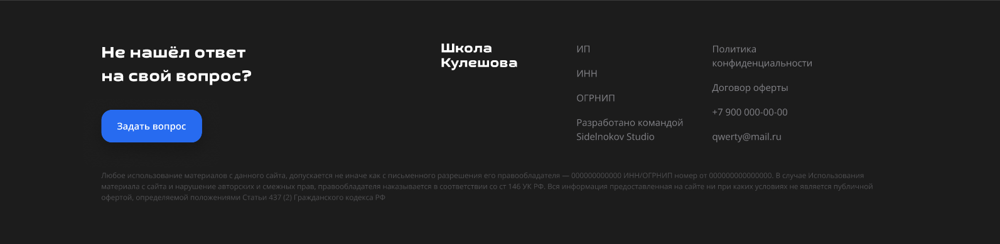 Не нашёл ответ
на свой вопрос?
Задать вопрос
Школа
Кулешова
ИП
ИНН
ОГРНИП
Разработано командой
Sidelnokov Studio
Политика
конфиденциальности
Договор оферты
+7 900 000-00-00
qwerty@mail.ru
Любое использование материалов с данного сайта, допускается не иначе как с письменного разрешения его правообладателя — 000000000000 ИНН/ОГРНИП номер от 000000000000000. В случае Использования
материала с сайта и нарушение авторских и смежных прав, правообладателя наказывается в соответствии со ст 146 УК РФ. Вся информация предоставленная на сайте ни при каких условиях не является публичной
офертой, определяемой положениями Статьи 437 (2) Гражданского кодекса РФ